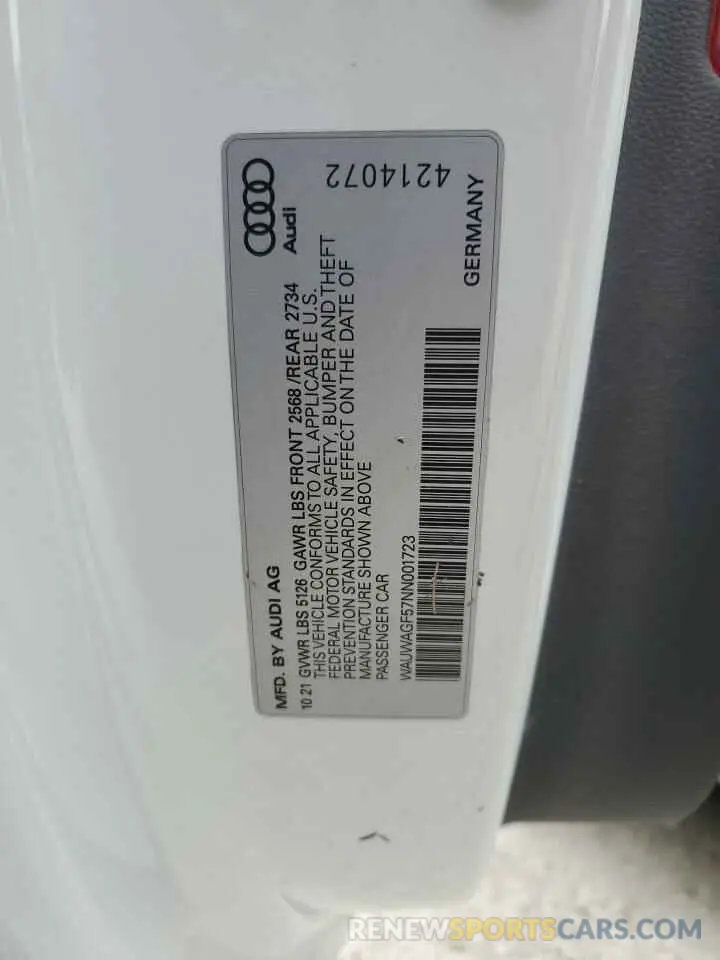 MFD. BY AUDI AG
Audi
10 21 GVWR LBS 5126 GAWR LBS FRONT 2568 /REAR 2734
THIS VEHICLE CONFORMS TO ALL APPLICABLE U.S.
FEDERAL MOTOR VEHICLE SAFETY, BUMPER AND THEFT
PREVENTION STANDARDS IN EFFECT ON THE DATE OF
MANUFACTURE SHOWN ABOVE
PASSENGER CAR
4214072
WAUWAGF57NN001723
GERMANY
RENEWSPORTSCARS.COM